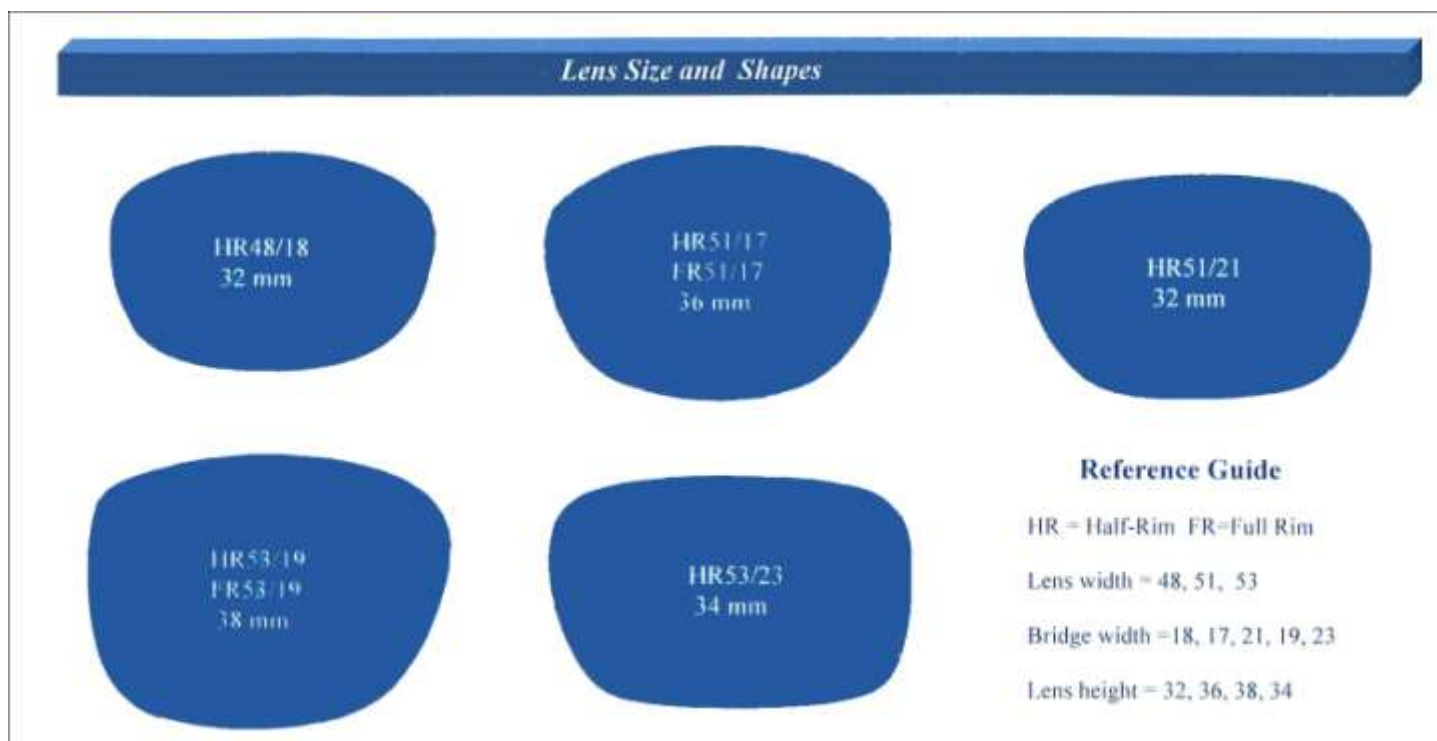 Lens Size and Shapes
HR48/18
32 mm
HR51/17
FR51/17
36 mm
HR51/21
32 mm
HR53/19
FR53/19
38 mm
HR53/23
34 mm
Reference Guide
HR = Half-Rim FR=Full Rim
Lens width = 48, 51, 53
Bridge width =18, 17, 21, 19, 23
Lens height = 32, 36, 38, 34